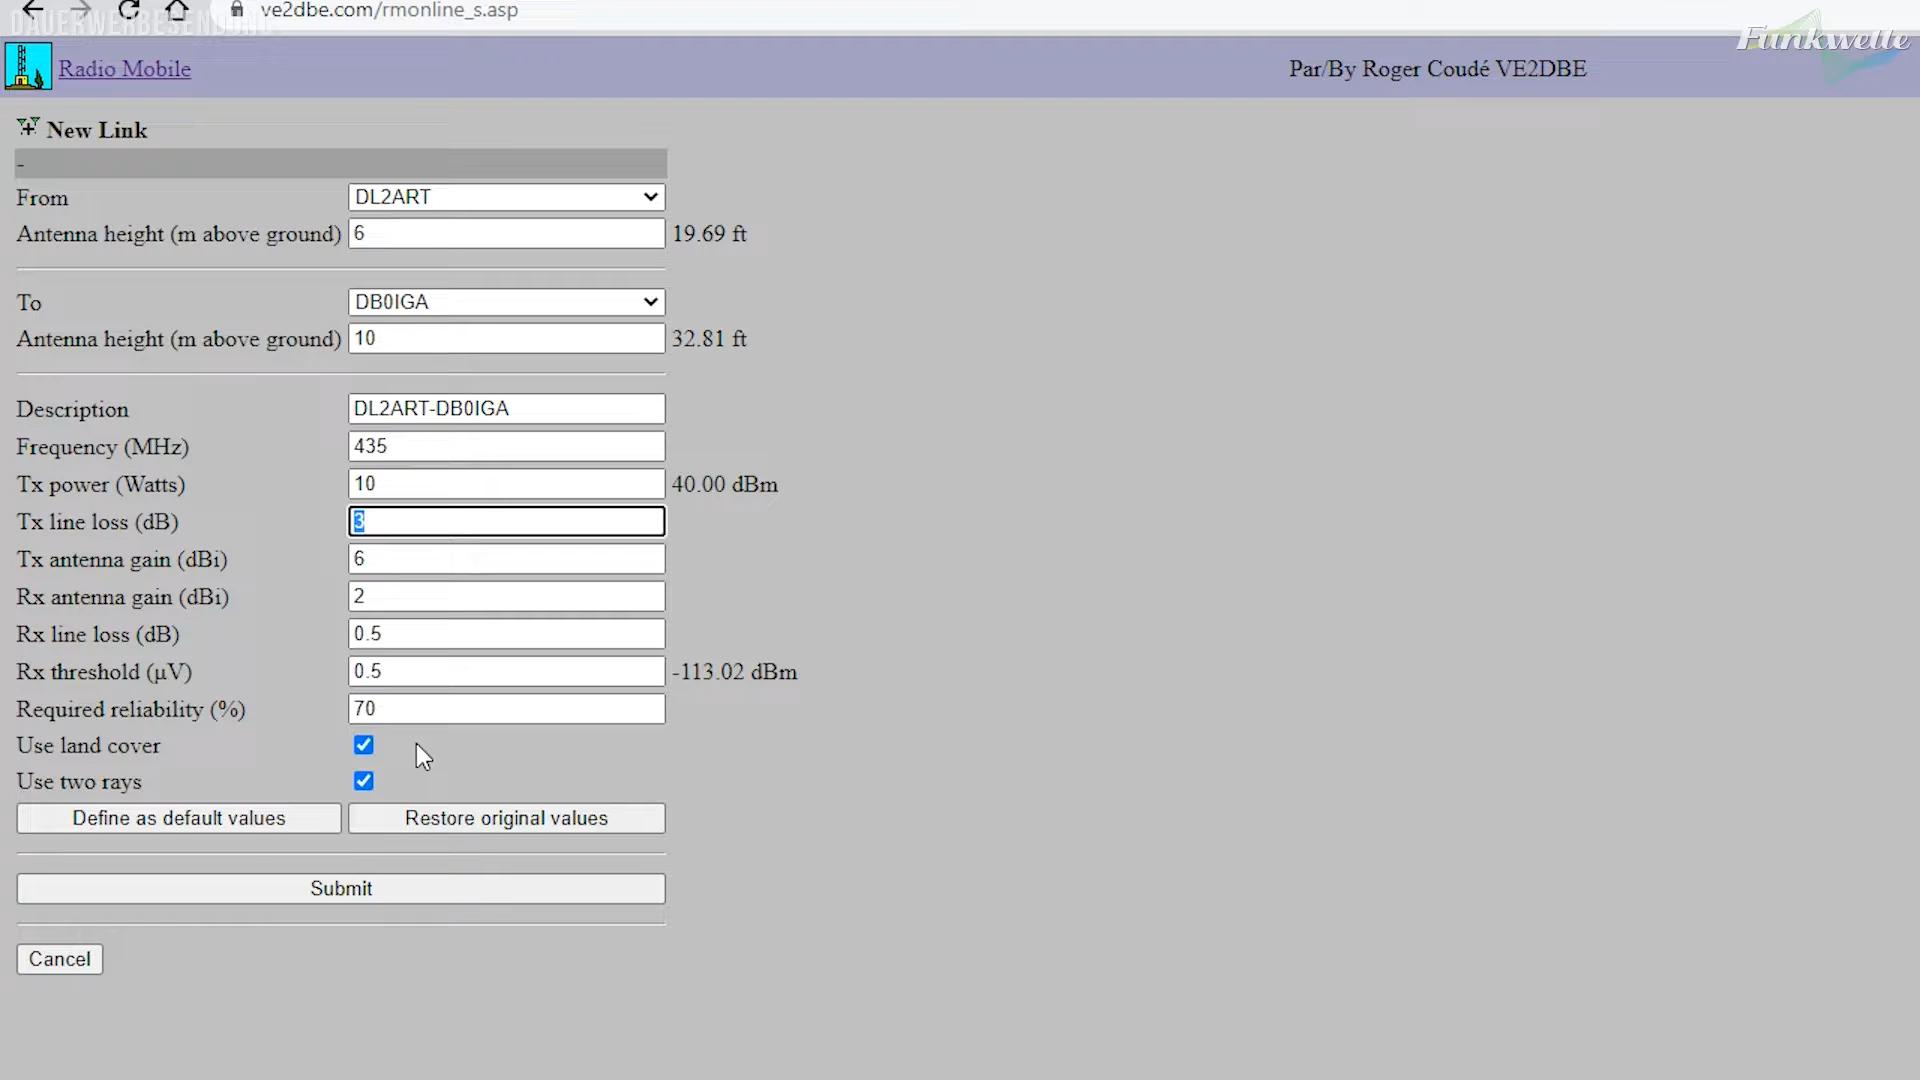 ve2dbe.com/rmonline_s.asp
DAUERWERBESENDUNG
Funkwelle
Radio Mobile
Par/By Roger Coudé VE2DBE
New Link
-
From DL2ART
Antenna height (m above ground) 6 19.69 ft
To DB0IGA
Antenna height (m above ground) 10 32.81 ft
Description DL2ART-DB0IGA
Frequency (MHz) 435
Tx power (Watts) 10 40.00 dBm
Tx line loss (dB) 3
Tx antenna gain (dBi) 6
Rx antenna gain (dBi) 2
Rx line loss (dB) 0.5
Rx threshold (µV) 0.5 -113.02 dBm
Required reliability (%) 70
Use land cover
Use two rays
Define as default values Restore original values
Submit
Cancel